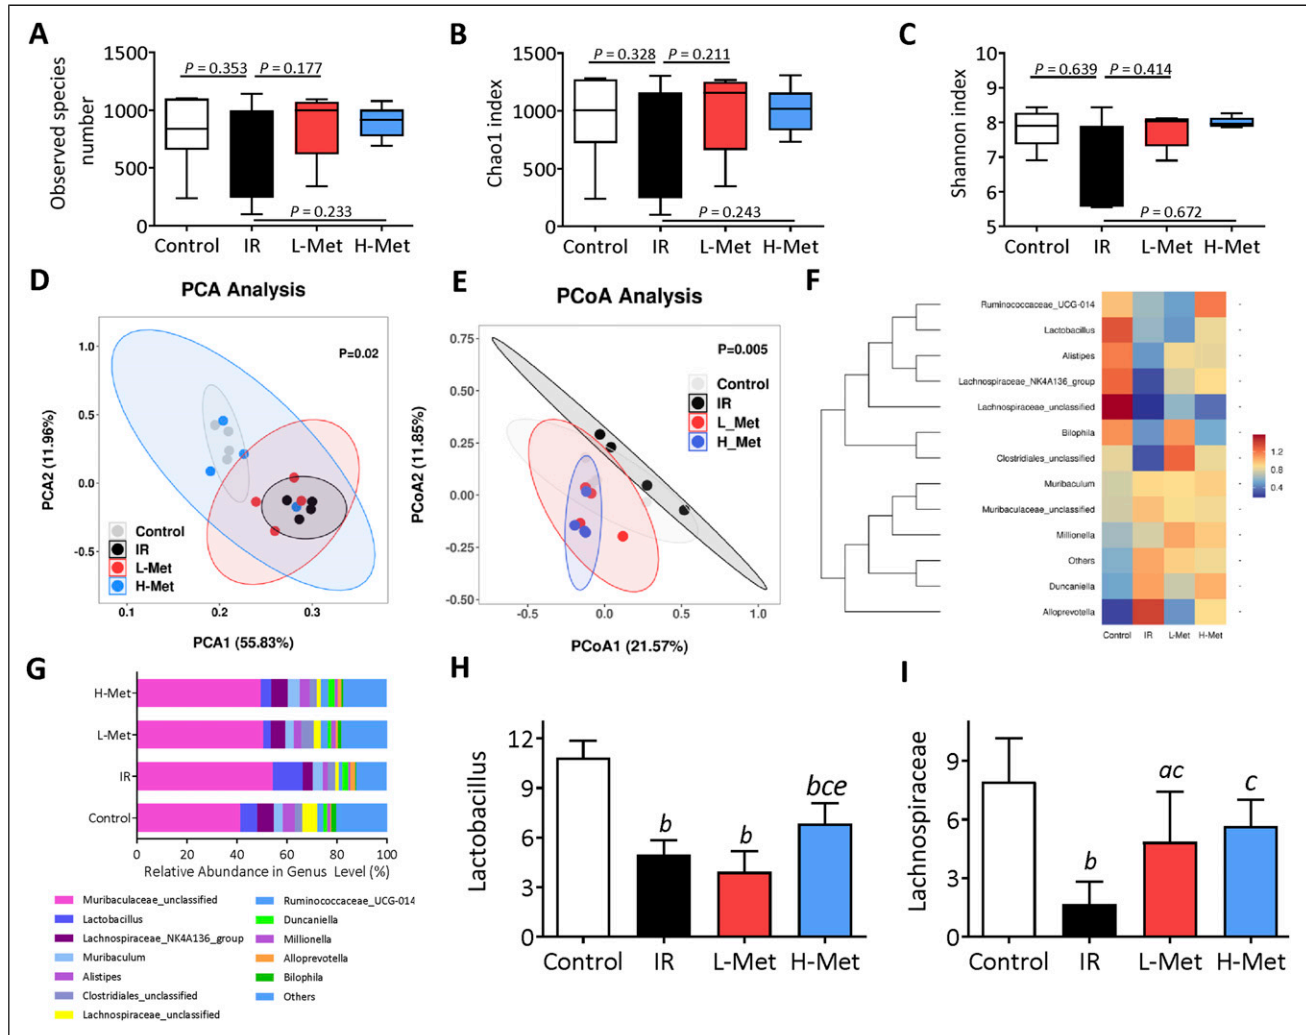 A
Observed species
number
1500
1000
500
0
P = 0.353
P = 0.177
P = 0.233
Control IR L-Met H-Met
B
Chao1 index
1500
1000
500
0
P = 0.328
P = 0.211
P = 0.243
Control IR L-Met H-Met
C
Shannon index
10
9
8
7
6
5
P = 0.639
P = 0.414
P = 0.672
Control IR L-Met H-Met
D
PCA Analysis
P=0.02
PCA2 (11.96%)
1.0
0.5
0.0
-0.5
Control
IR
L-Met
H-Met
0.1 0.2 0.3
PCA1 (55.83%)
E
PCoA Analysis
P=0.005
PCoA2 (11.85%)
0.75
0.50
0.25
0.00
-0.25
-0.50
Control
IR
L_Met
H_Met
-0.5 0.0 0.5 1.0
PCoA1 (21.57%)
F
Ruminococcaceae_UCG-014
Lactobacillus
Alistipes
Lachnospiraceae_NK4A136_group
Lachnospiraceae_unclassified
Bilophila
Clostridiales_unclassified
Muribaculum
Muribaculaceae_unclassified
Millionella
Others
Duncaniella
Alloprevotella
Control IR L-Met H-Met
1.2
0.8
0.4
G
H-Met
L-Met
IR
Control
0 20 40 60 80 100
Relative Abundance in Genus Level (%)
Muribaculaceae_unclassified
Lactobacillus
Lachnospiraceae_NK4A136_group
Muribaculum
Alistipes
Clostridiales_unclassified
Lachnospiraceae_unclassified
Ruminococcaceae_UCG-014
Duncaniella
Millionella
Alloprevotella
Bilophila
Others
H
Lactobacillus
12
9
6
3
0
b
b
bce
Control IR L-Met H-Met
I
Lachnospiraceae
9
6
3
0
b
ac
c
Control IR L-Met H-Met